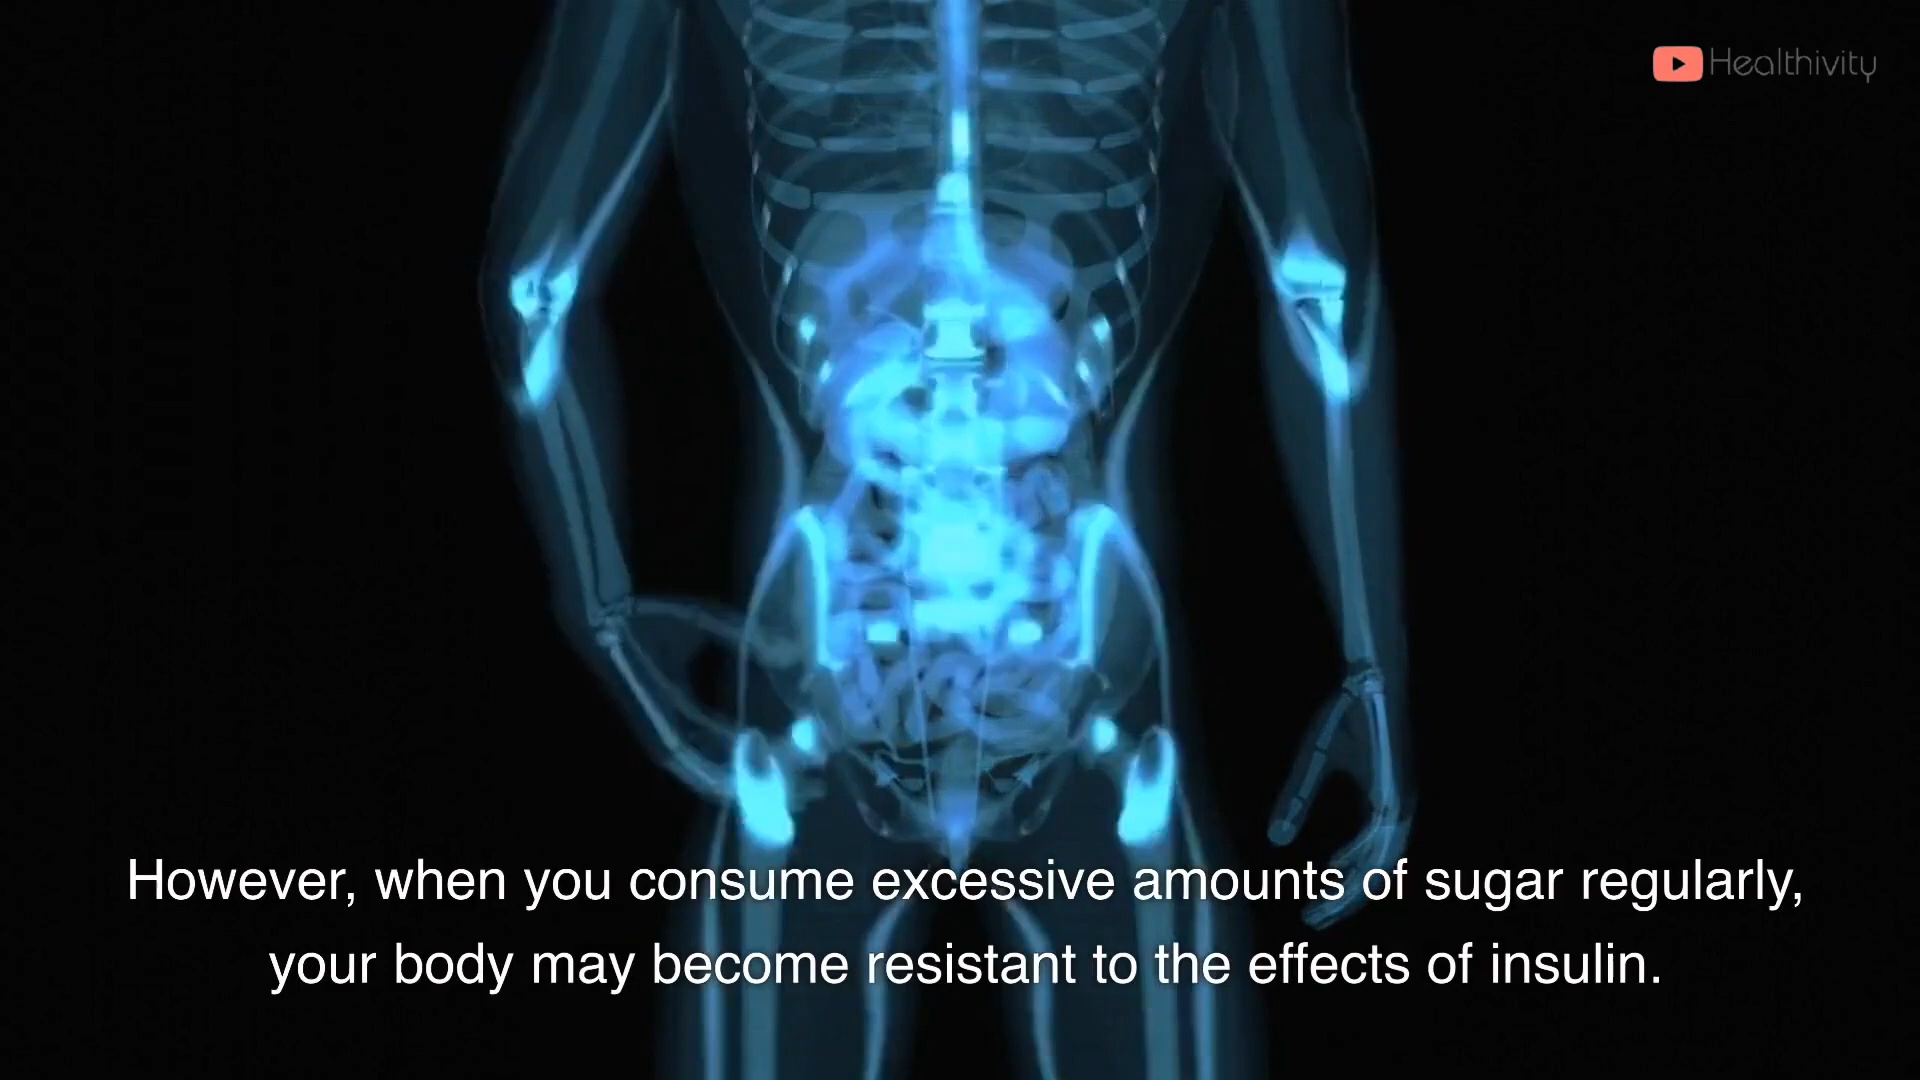 Healthivity
However, when you consume excessive amounts of sugar regularly,
your body may become resistant to the effects of insulin.